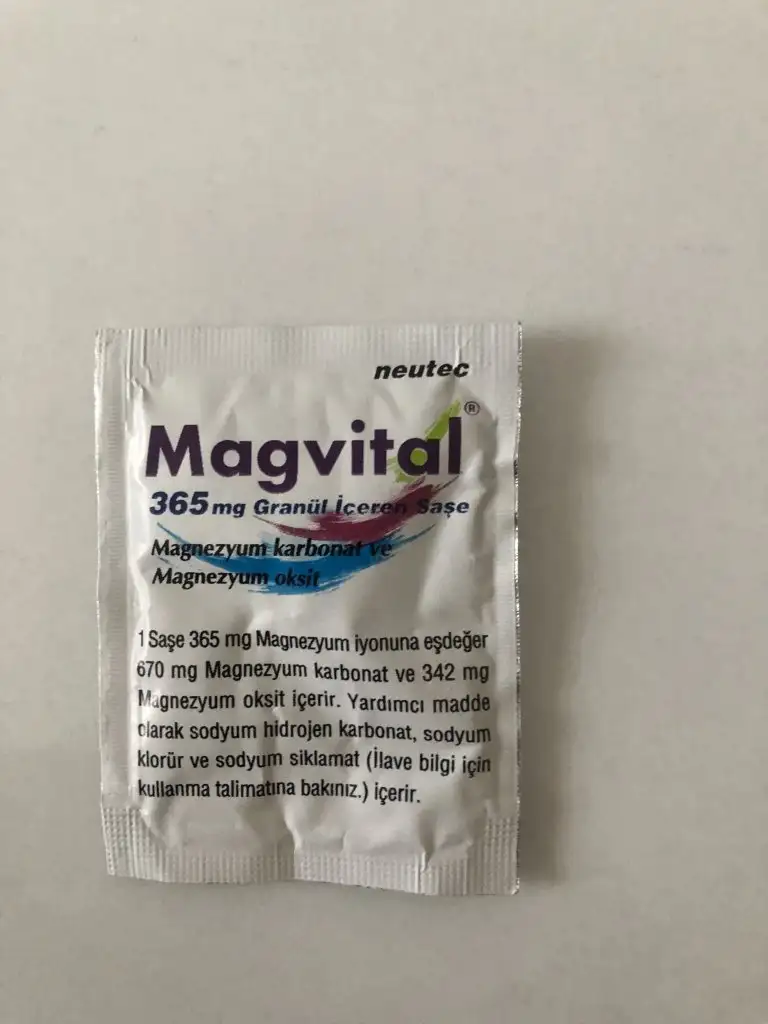 neutec
Magvital®
365 mg Granül İçeren Saşe
Magnezyum karbonat ve
Magnezyum oksit
1 Saşe 365 mg Magnezyum iyonuna eşdeğer
670 mg Magnezyum karbonat ve 342 mg
Magnezyum oksit içerir. Yardımcı madde
olarak sodyum hidrojen karbonat, sodyum
klorür ve sodyum siklamat (İlave bilgi için
kullanma talimatına bakınız.) içerir.